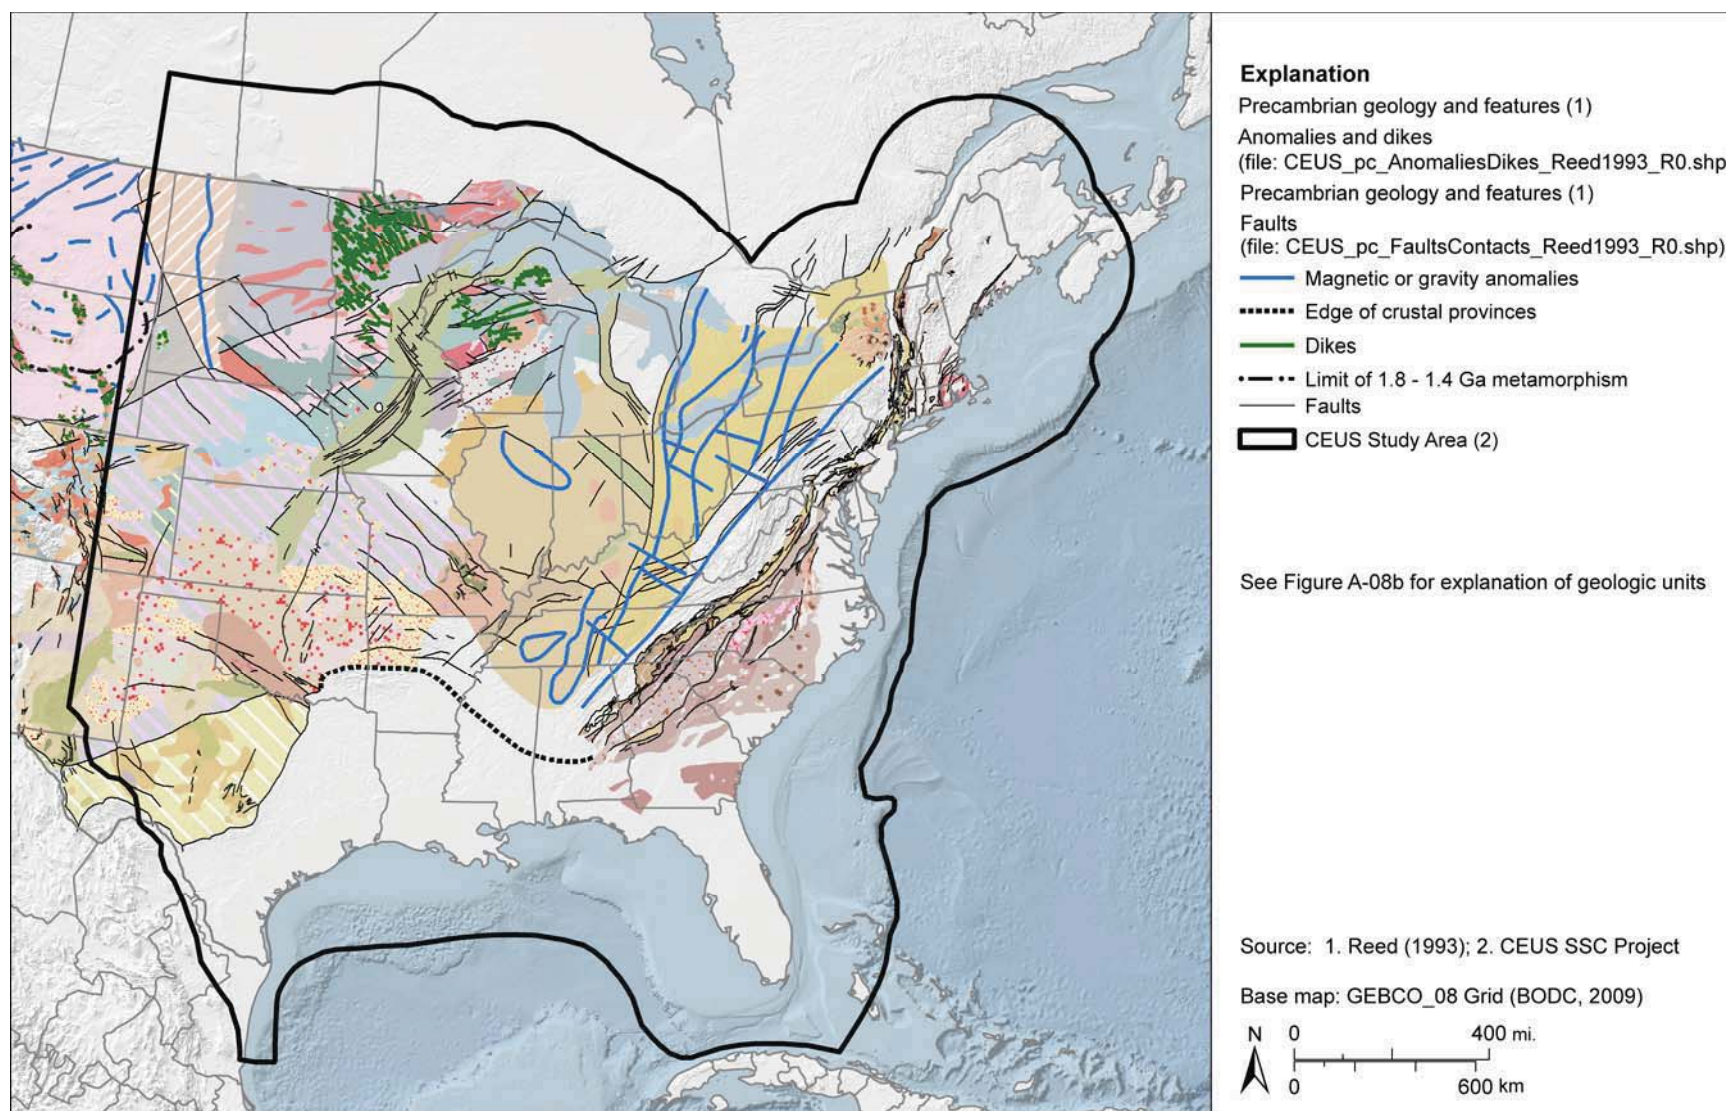 Explanation
Precambrian geology and features (1)
Anomalies and dikes
(file: CEUS_pc_AnomaliesDikes_Reed1993_R0.shp
Precambrian geology and features (1)
Faults
(file: CEUS_pc_FaultsContacts_Reed1993_R0.shp)
Magnetic or gravity anomalies
Edge of crustal provinces
Dikes
Limit of 1.8 - 1.4 Ga metamorphism
Faults
CEUS Study Area (2)
See Figure A-08b for explanation of geologic units
Source: 1. Reed (1993); 2. CEUS SSC Project
Base map: GEBCO_08 Grid (BODC, 2009)
N 0 400 mi.
0 600 km